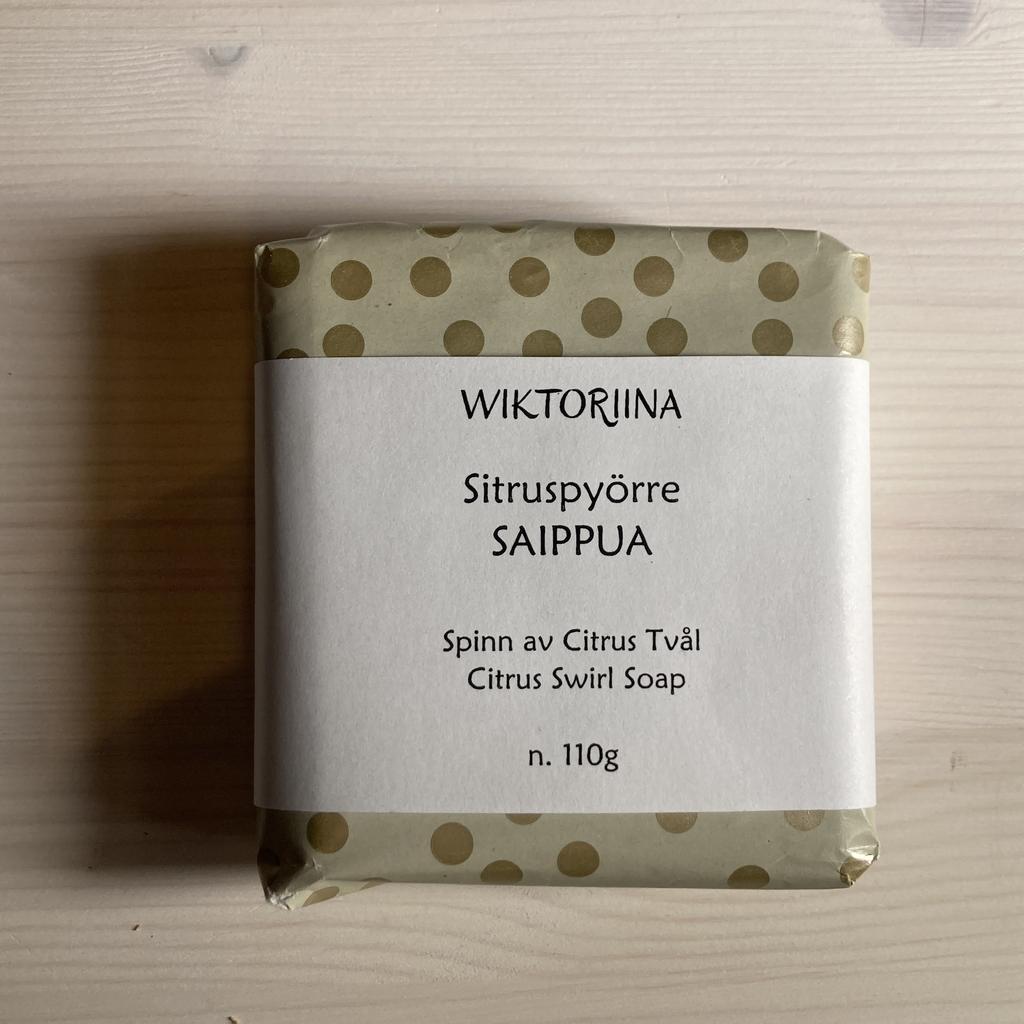 WIKTORIINA
Sitruspyörre
SAIPPUA
Spinn av Citrus Tvål
Citrus Swirl Soap
n. 110g